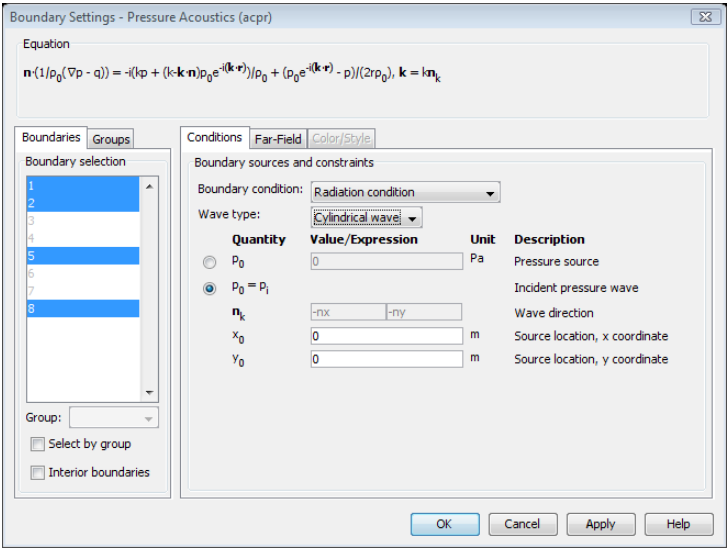 Boundary Settings - Pressure Acoustics (acpr)
Equation
n·(1/ρ0(∇p - q)) = -i(kp + (k-k·n)p0e^-i(k·r))/ρ0 + (p0e^-i(k·r) - p)/(2rρ0), k = knk
Boundaries Groups
Boundary selection
1
2
3
4
5
6
7
8
Group:
Select by group
Interior boundaries
Conditions Far-Field Color/Style
Boundary sources and constraints
Boundary condition: Radiation condition
Wave type: Cylindrical wave
Quantity Value/Expression Unit Description
p0 0 Pa Pressure source
p0 = pi Incident pressure wave
nk -nx -ny Wave direction
x0 0 m Source location, x coordinate
y0 0 m Source location, y coordinate
OK Cancel Apply Help